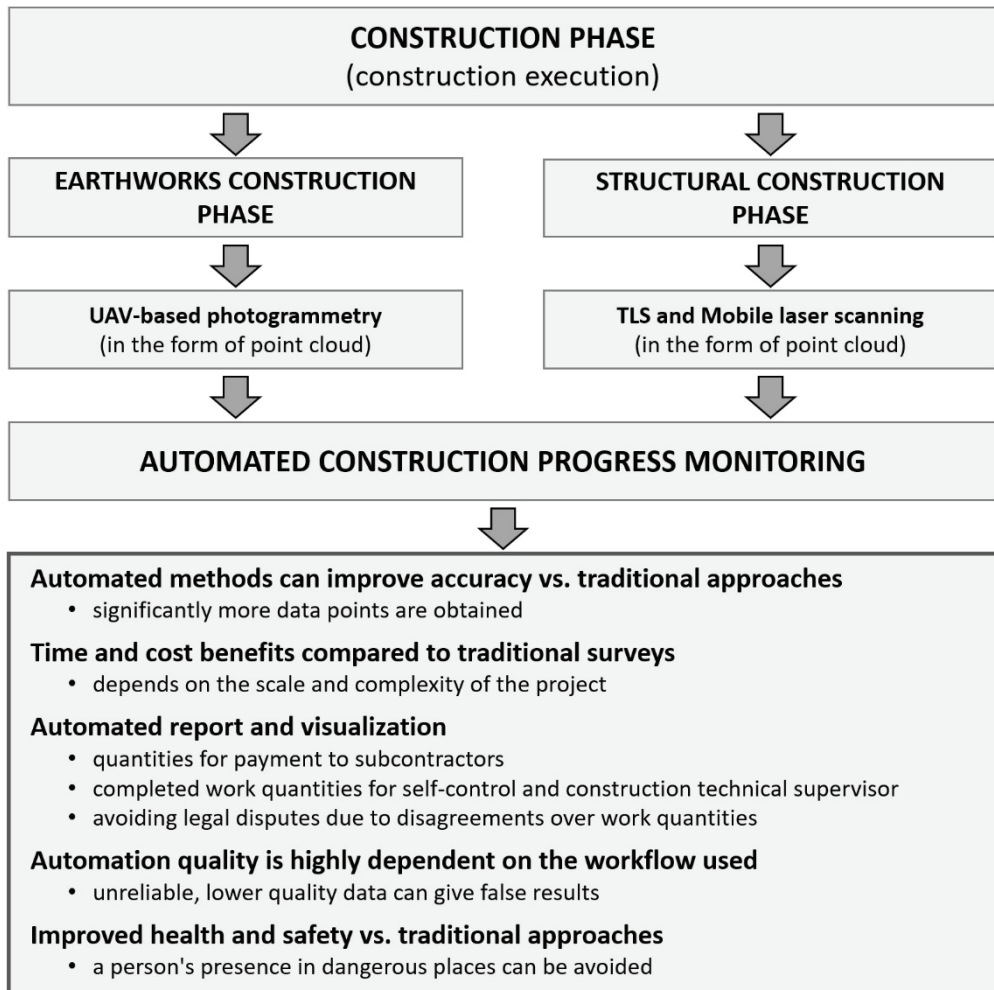 CONSTRUCTION PHASE
(construction execution)
EARTHWORKS CONSTRUCTION
PHASE
STRUCTURAL CONSTRUCTION
PHASE
UAV-based photogrammetry
(in the form of point cloud)
TLS and Mobile laser scanning
(in the form of point cloud)
AUTOMATED CONSTRUCTION PROGRESS MONITORING
Automated methods can improve accuracy vs. traditional approaches
• significantly more data points are obtained
Time and cost benefits compared to traditional surveys
• depends on the scale and complexity of the project
Automated report and visualization
• quantities for payment to subcontractors
• completed work quantities for self-control and construction technical supervisor
• avoiding legal disputes due to disagreements over work quantities
Automation quality is highly dependent on the workflow used
• unreliable, lower quality data can give false results
Improved health and safety vs. traditional approaches
• a person's presence in dangerous places can be avoided